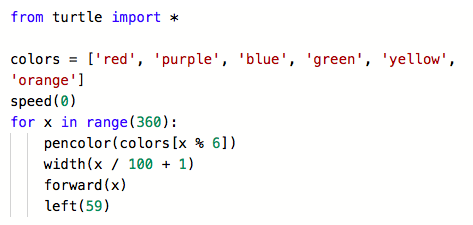 from turtle import *
colors = ['red', 'purple', 'blue', 'green', 'yellow',
'orange']
speed(0)
for x in range(360):
    pencolor(colors[x % 6])
    width(x / 100 + 1)
    forward(x)
    left(59)